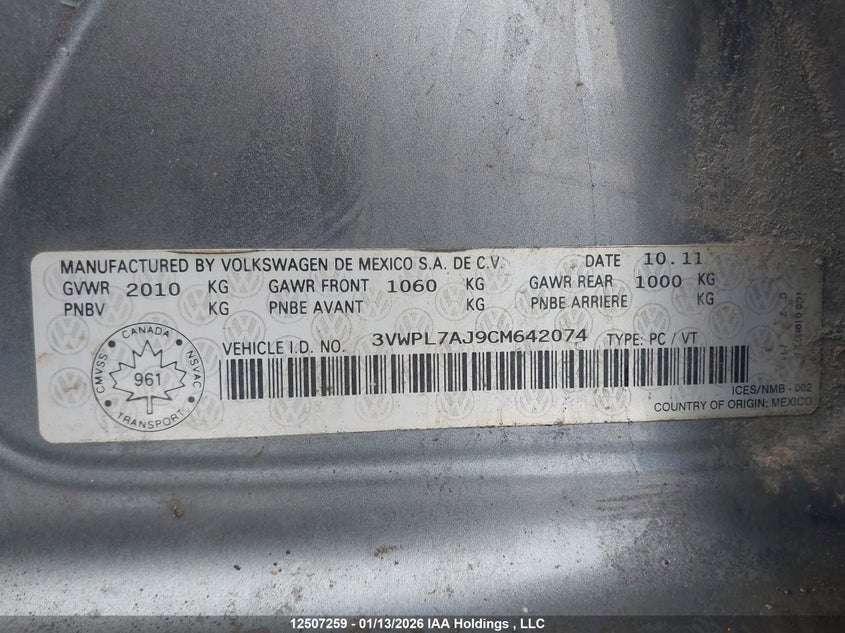 MANUFACTURED BY VOLKSWAGEN DE MEXICO S.A. DE C.V. DATE 10.11
GVWR 2010 KG GAWR FRONT 1060 KG GAWR REAR 1000 KG
PNBV KG PNBE AVANT KG PNBE ARRIERE KG
CANADA
CMVSS 961 NSVAC
TRANSPORT
VEHICLE I.D. NO. 3VWPL7AJ9CM642074 TYPE: PC / VT
ICES/NMB - 002
COUNTRY OF ORIGIN: MEXICO
12507259 - 01/13/2026 IAA Holdings , LLC